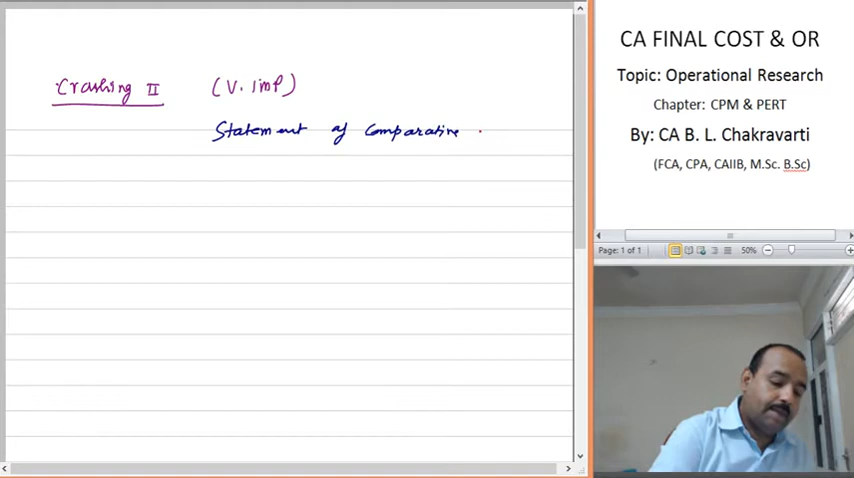 Crashing II (V. imp)
Statement of Comparative
CA FINAL COST & OR
Topic: Operational Research
Chapter: CPM & PERT
By: CA B. L. Chakravarti
(FCA, CPA, CAIIB, M.Sc. B.Sc)
Page: 1 of 1 50%